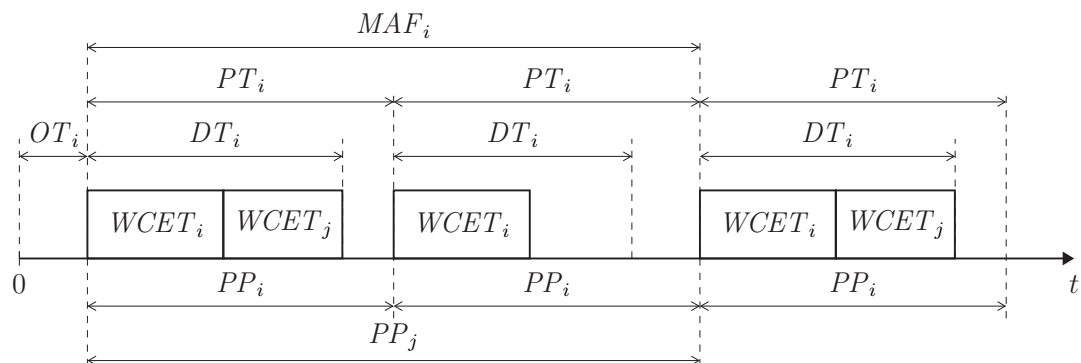 MAF_i
PT_i PT_i PT_i
OT_i DT_i DT_i DT_i
WCET_i WCET_j WCET_i WCET_i WCET_j
0 PP_i PP_i PP_i t
PP_j